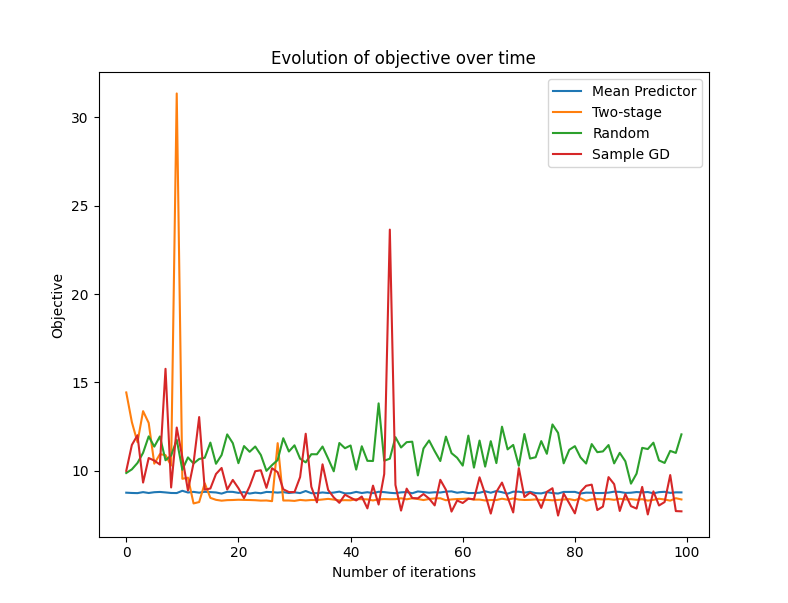 Evolution of objective over time
Mean Predictor
Two-stage
Random
Sample GD
30
25
20
15
10
Objective
0
20
40
60
80
100
Number of iterations